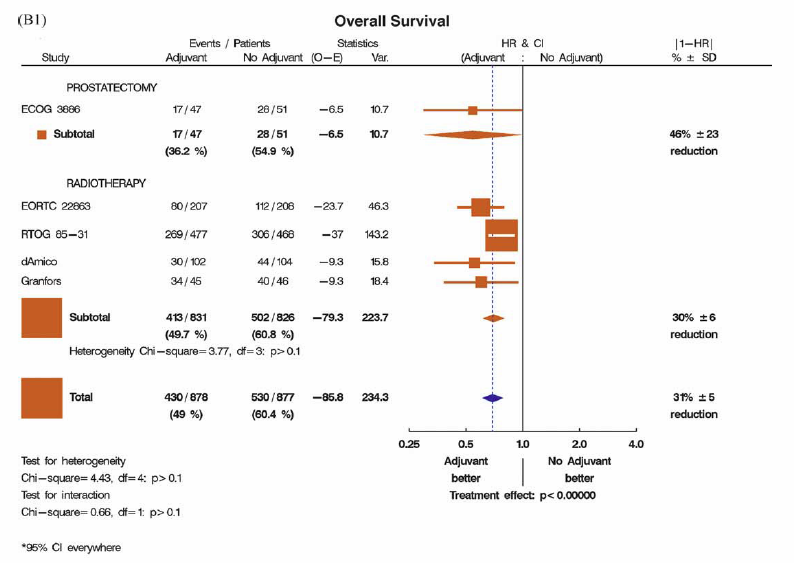 (B1)
Overall Survival
Events / Patients Statistics HR & CI |1−HR|
Study Adjuvant No Adjuvant (O−E) Var. (Adjuvant : No Adjuvant) % ± SD
PROSTATECTOMY
ECOG 3886 17/47 28/51 −6.5 10.7
Subtotal 17/47 28/51 −6.5 10.7 46% ±23
(36.2 %) (54.9 %) reduction
RADIOTHERAPY
EORTC 22863 80/207 112/208 −23.7 46.3
RTOG 85−31 269/477 306/468 −37 143.2
dAmico 30/102 44/104 −9.3 15.8
Granfors 34/45 40/46 −9.3 18.4
Subtotal 413/831 502/826 −79.3 223.7 30% ±6
(49.7 %) (60.8 %) reduction
Heterogeneity Chi−square=3.77, df=3: p>0.1
Total 430/878 530/877 −85.8 234.3 31% ±5
(49 %) (60.4 %) reduction
0.25 0.5 1.0 2.0 4.0
Test for heterogeneity Adjuvant No Adjuvant
Chi−square=4.43, df=4: p>0.1 better better
Test for interaction Treatment effect: p<0.00000
Chi−square=0.66, df=1: p>0.1
*95% CI everywhere